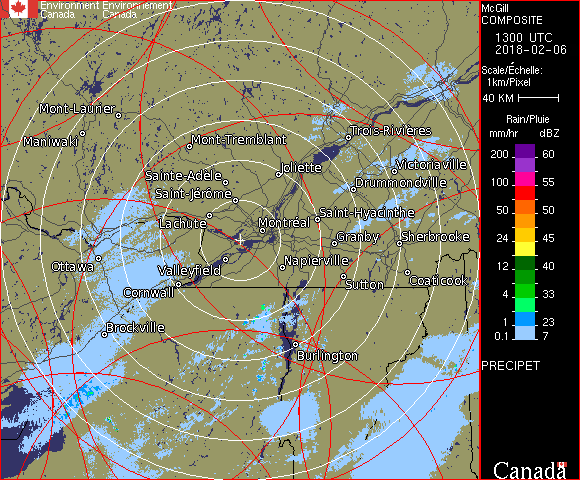 Environment Environnement
Canada Canada
McGill
COMPOSITE
1300 UTC
2018-02-06
Scale/Échelle:
1km/Pixel
40 KM
Rain/Pluie
mm/hr dBZ
200 60
150 57
100 55
50 50
24 45
12 40
4 33
1 23
0.1 7
PRECIPET
Canada
Mont-Laurier
Maniwaki
Mont-Tremblant
Trois-Rivières
Joliette
Victoriaville
Sainte-Adèle
Drummondville
Saint-Jérôme
Saint-Hyacinthe
Lachute
Montréal
Granby
Sherbrooke
Ottawa
Valleyfield
Napierville
Coaticook
Cornwall
Sutton
Brockville
Burlington